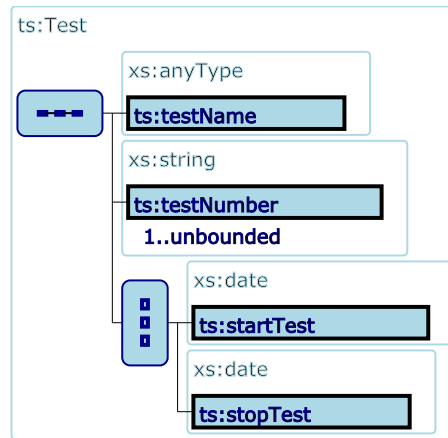 ts:Test
xs:anyType
ts:testName
xs:string
ts:testNumber
1..unbounded
xs:date
ts:startTest
xs:date
ts:stopTest